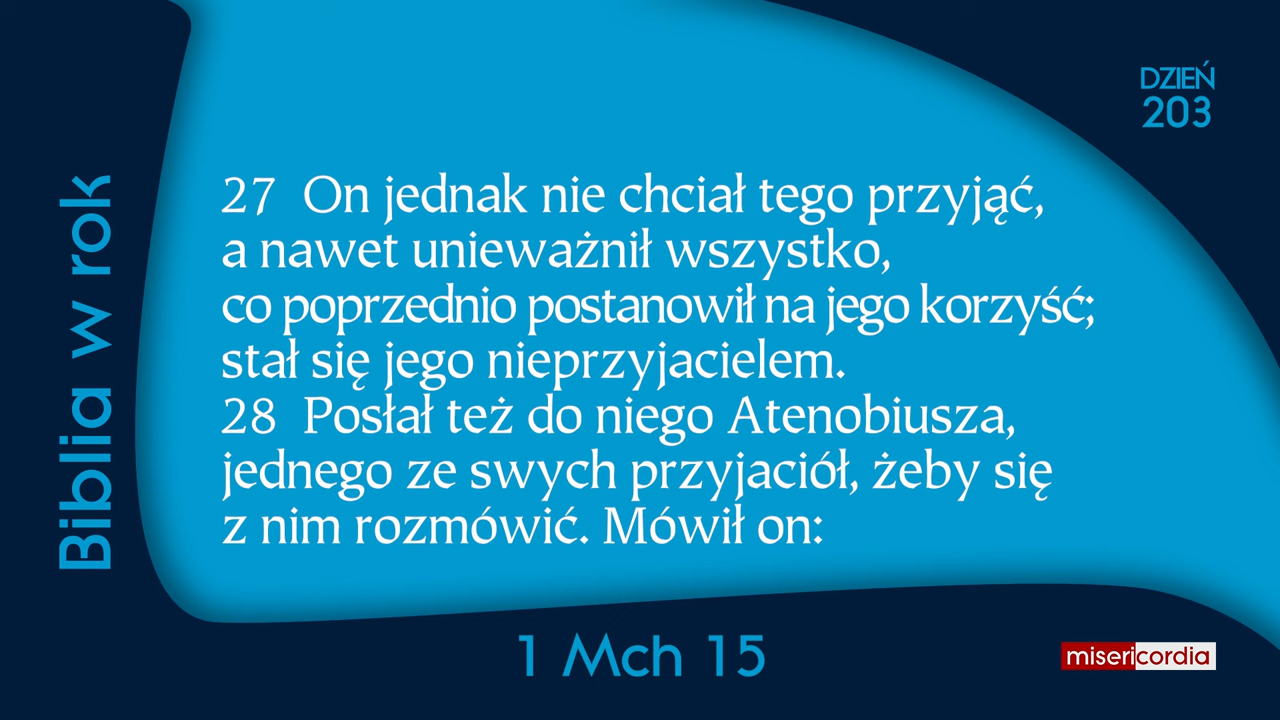 DZIEŃ
203
27 On jednak nie chciał tego przyjąć,
a nawet unieważnił wszystko,
co poprzednio postanowił na jego korzyść;
stał się jego nieprzyjacielem.
28 Posłał też do niego Atenobiusza,
jednego ze swych przyjaciół, żeby się
z nim rozmówić. Mówił on:
Biblia w rok
1 Mch 15
misericordia